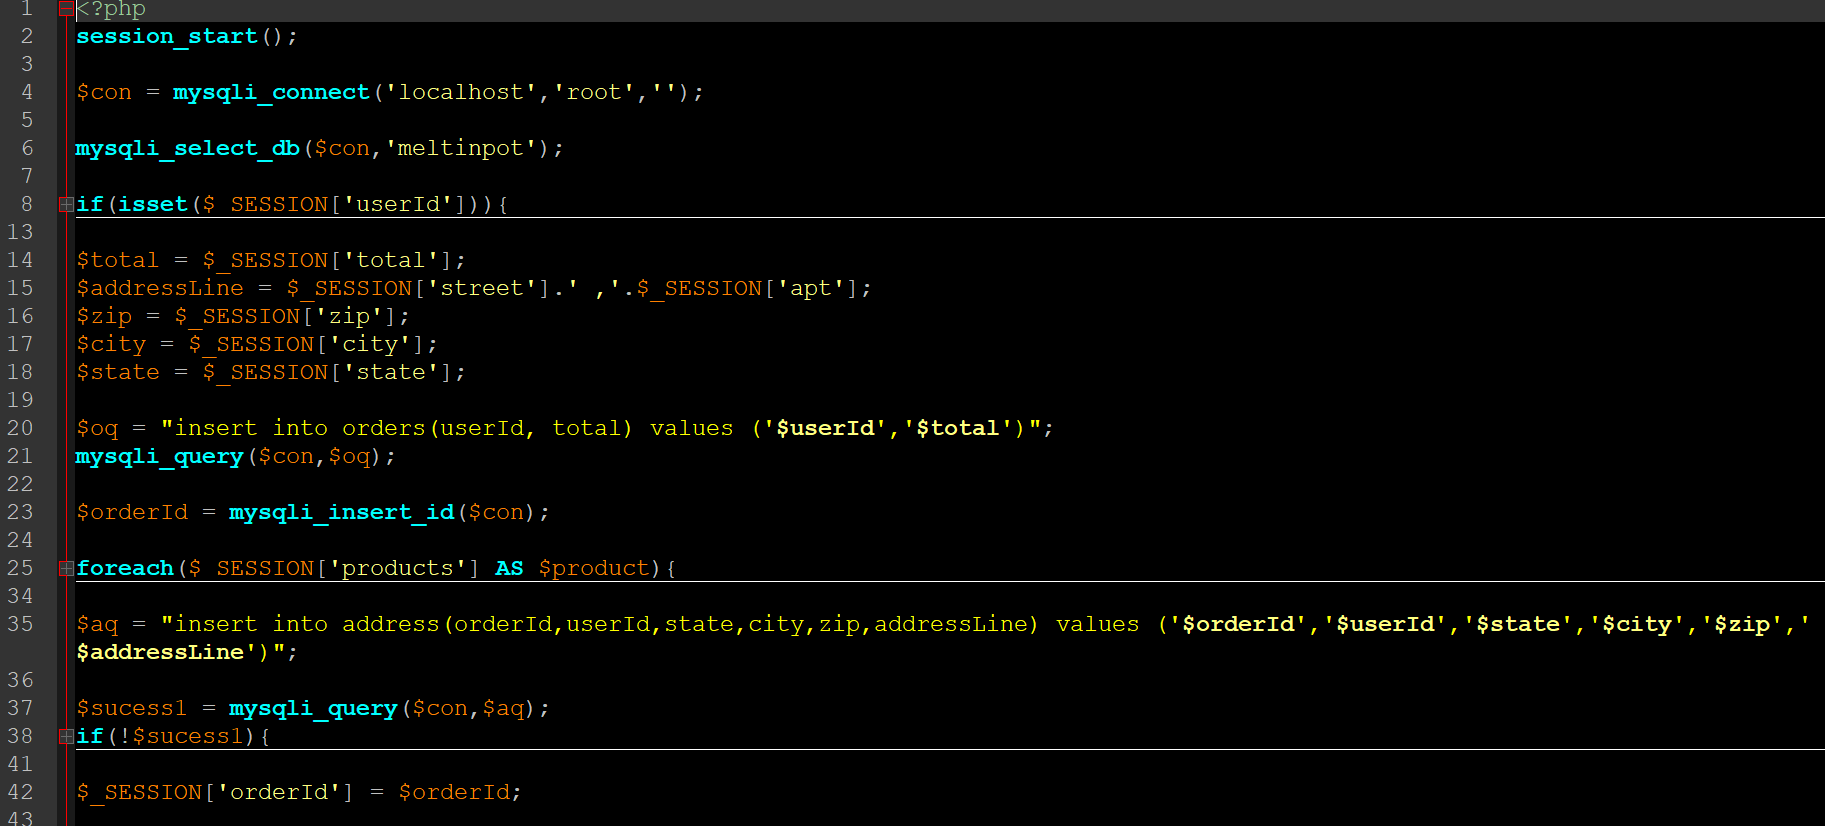 1 <?php
2 session_start();
3
4 $con = mysqli_connect('localhost','root','');
5
6 mysqli_select_db($con,'meltinpot');
7
8 if(isset($_SESSION['userId'])){
13
14 $total = $_SESSION['total'];
15 $addressLine = $_SESSION['street'].' ,'.$_SESSION['apt'];
16 $zip = $_SESSION['zip'];
17 $city = $_SESSION['city'];
18 $state = $_SESSION['state'];
19
20 $oq = "insert into orders(userId, total) values ('$userId','$total')";
21 mysqli_query($con,$oq);
22
23 $orderId = mysqli_insert_id($con);
24
25 foreach($_SESSION['products'] AS $product){
34
35 $aq = "insert into address(orderId,userId,state,city,zip,addressLine) values ('$orderId','$userId','$state','$city','$zip','
$addressLine')";
36
37 $sucess1 = mysqli_query($con,$aq);
38 if(!$sucess1){
41
42 $_SESSION['orderId'] = $orderId;
43